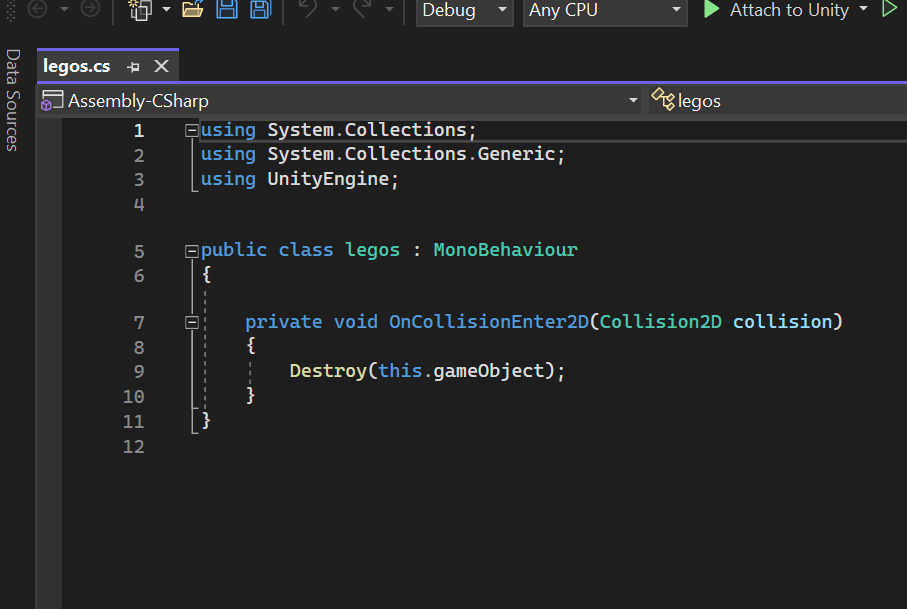 Debug
Any CPU
Attach to Unity
Data Sources
legos.cs
Assembly-CSharp
legos
1 using System.Collections;
2 using System.Collections.Generic;
3 using UnityEngine;
4
5 public class legos : MonoBehaviour
6 {
7 private void OnCollisionEnter2D(Collision2D collision)
8 {
9 Destroy(this.gameObject);
10 }
11 }
12